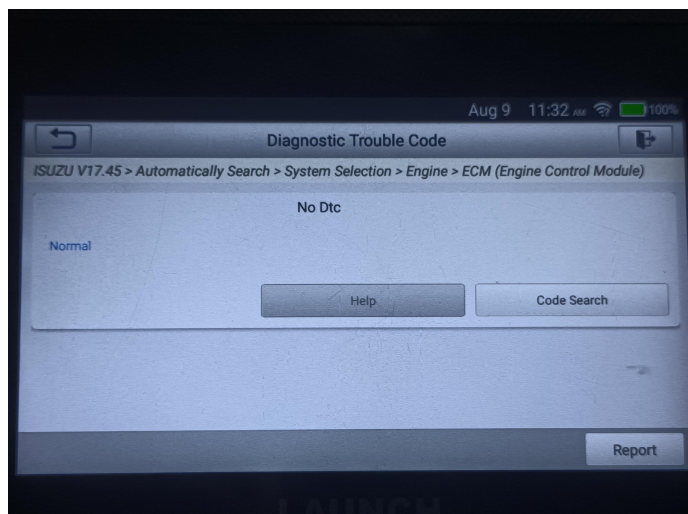 Aug 9 11:32 AM 100%
Diagnostic Trouble Code
ISUZU V17.45 > Automatically Search > System Selection > Engine > ECM (Engine Control Module)
No Dtc
Normal
Help
Code Search
Report
LAUNCH